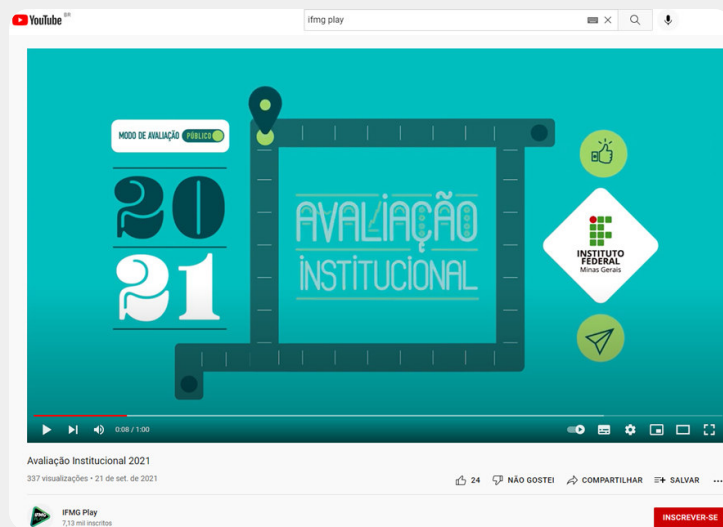 YouTube BR
ifmg play
MODO DE AVALIAÇÃO PÚBLICO
20
21
AVALIAÇÃO
INSTITUCIONAL
INSTITUTO
FEDERAL
Minas Gerais
0:08 / 1:00
Avaliação Institucional 2021
337 visualizações • 21 de set. de 2021
24 NÃO GOSTEI COMPARTILHAR SALVAR ...
IFMG
IFMG Play
7,13 mil inscritos
INSCREVER-SE